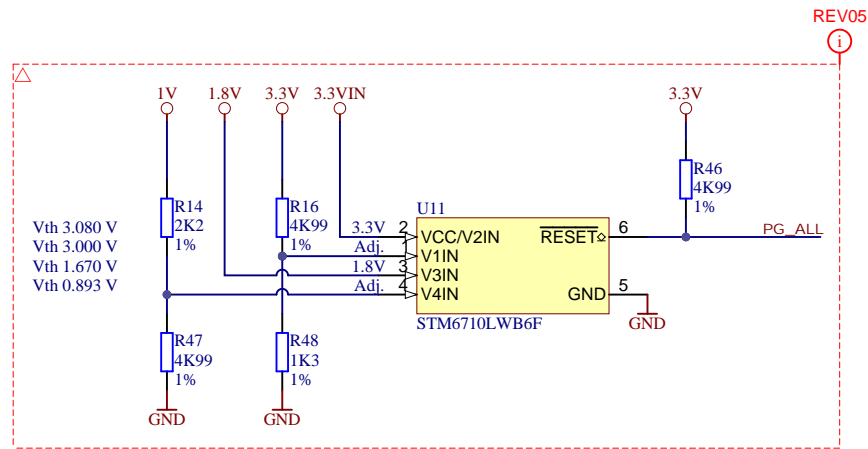 REV05
i
1V
1.8V
3.3V
3.3VIN
3.3V
R14
2K2
1%
R16
4K99
1%
R46
4K99
1%
Vth 3.080 V
Vth 3.000 V
Vth 1.670 V
Vth 0.893 V
U11
3.3V
2
VCC/V2IN
Adj.
1
V1IN
1.8V
3
V3IN
Adj.
4
V4IN
RESET
6
PG_ALL
GND
5
GND
STM6710LWB6F
R47
4K99
1%
R48
1K3
1%
GND
GND